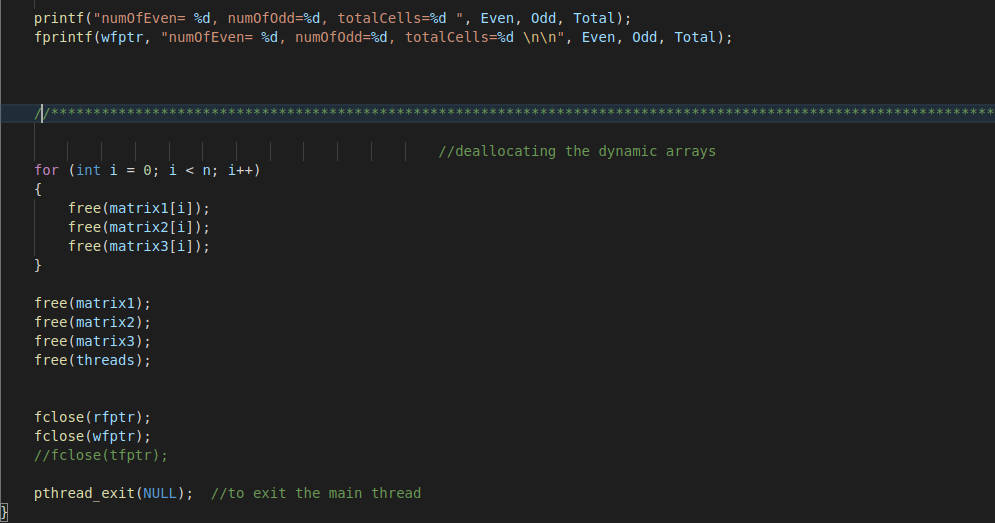 printf("numOfEven= %d, numOfOdd=%d, totalCells=%d ", Even, Odd, Total);
fprintf(wfptr, "numOfEven= %d, numOfOdd=%d, totalCells=%d \n\n", Even, Odd, Total);
//****************************************************************************************************************
//deallocating the dynamic arrays
for (int i = 0; i < n; i++)
{
free(matrix1[i]);
free(matrix2[i]);
free(matrix3[i]);
}
free(matrix1);
free(matrix2);
free(matrix3);
free(threads);
fclose(rfptr);
fclose(wfptr);
//fclose(tfptr);
pthread_exit(NULL);  //to exit the main thread
}